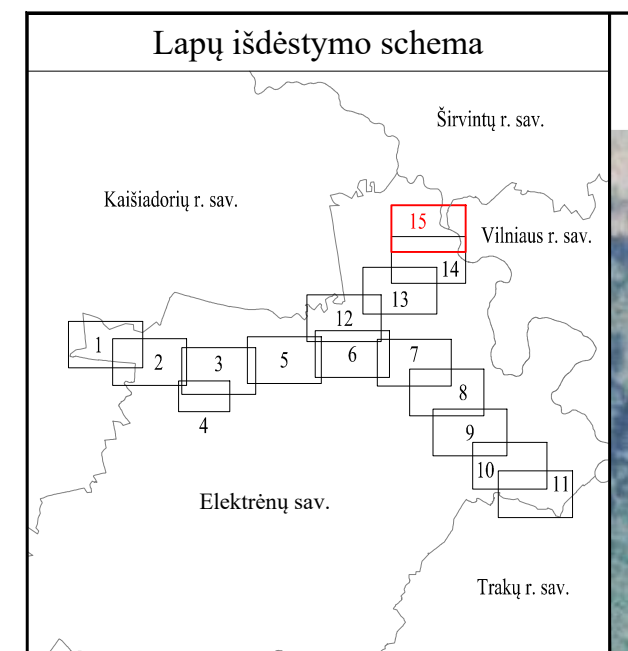 Lapų išdėstymo schema
Širvintų r. sav.
Kaišiadorių r. sav.
15
Vilniaus r. sav.
14
13
12
1
2
3
5
6
7
8
4
9
10
11
Elektrėnų sav.
Trakų r. sav.